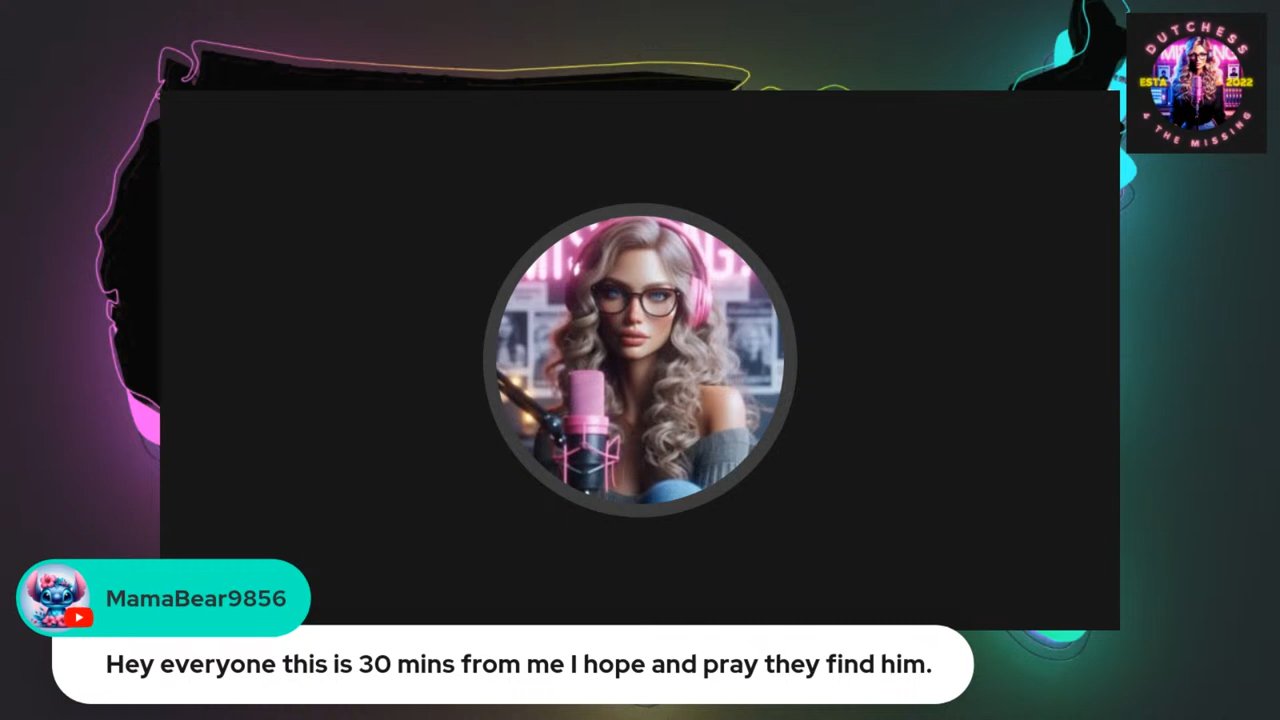 DUTCHESS
ESTA 2022
4 THE MISSING
MamaBear9856
Hey everyone this is 30 mins from me I hope and pray they find him.